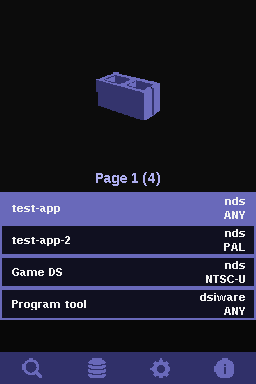 Page 1 (4)
test-app
nds
ANY
test-app-2
nds
PAL
Game DS
nds
NTSC-U
Program tool
dsiware
ANY